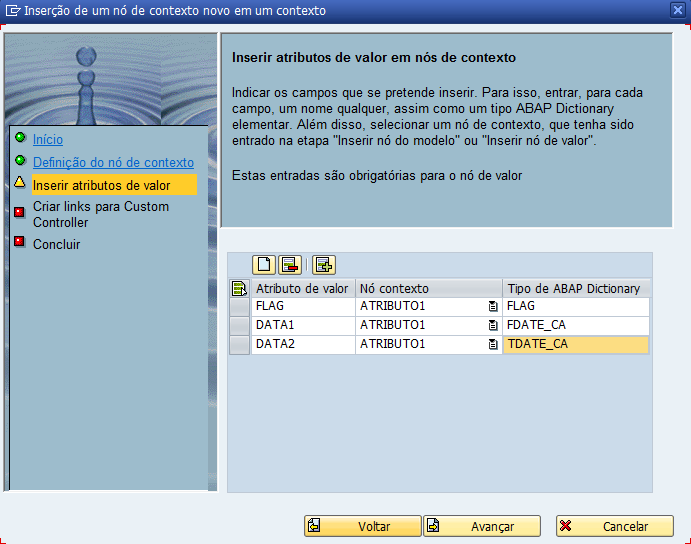 Inserção de um nó de contexto novo em um contexto
Início
Definição do nó de contexto
Inserir atributos de valor
Criar links para Custom
Controller
Concluir
Inserir atributos de valor em nós de contexto
Indicar os campos que se pretende inserir. Para isso, entrar, para cada
campo, um nome qualquer, assim como um tipo ABAP Dictionary
elementar. Além disso, selecionar um nó de contexto, que tenha sido
entrado na etapa "Inserir nó do modelo" ou "Inserir nó de valor".
Estas entradas são obrigatórias para o nó de valor
Atributo de valor Nó contexto Tipo de ABAP Dictionary
FLAG ATRIBUTO1 FLAG
DATA1 ATRIBUTO1 FDATE_CA
DATA2 ATRIBUTO1 TDATE_CA
Voltar Avançar Cancelar